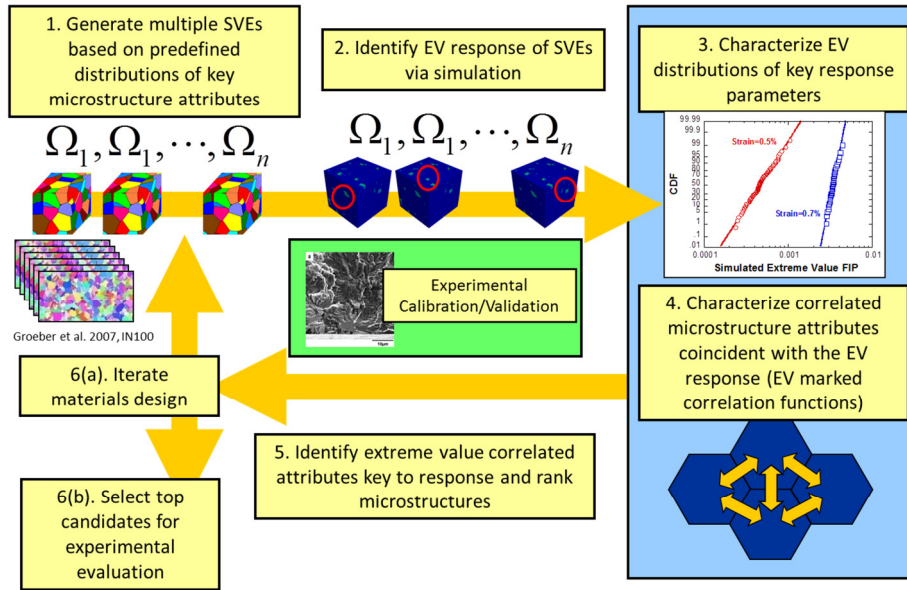 1. Generate multiple SVEs
based on predefined
distributions of key
microstructure attributes
Ω1, Ω1, ···, Ωn
2. Identify EV response of SVEs
via simulation
Ω1, Ω1, ···, Ωn
3. Characterize EV
distributions of key response
parameters
99.99
99.9
99
95
90
80
70
50
30
20
10
5
1
.1
.01
CDF
Strain=0.5%
Strain=0.7%
0.0001
0.001
0.01
Simulated Extreme Value FIP
Groeber et al. 2007, IN100
10μm
Experimental
Calibration/Validation
4. Characterize correlated
microstructure attributes
coincident with the EV
response (EV marked
correlation functions)
5. Identify extreme value correlated
attributes key to response and rank
microstructures
6(a). Iterate
materials design
6(b). Select top
candidates for
experimental
evaluation